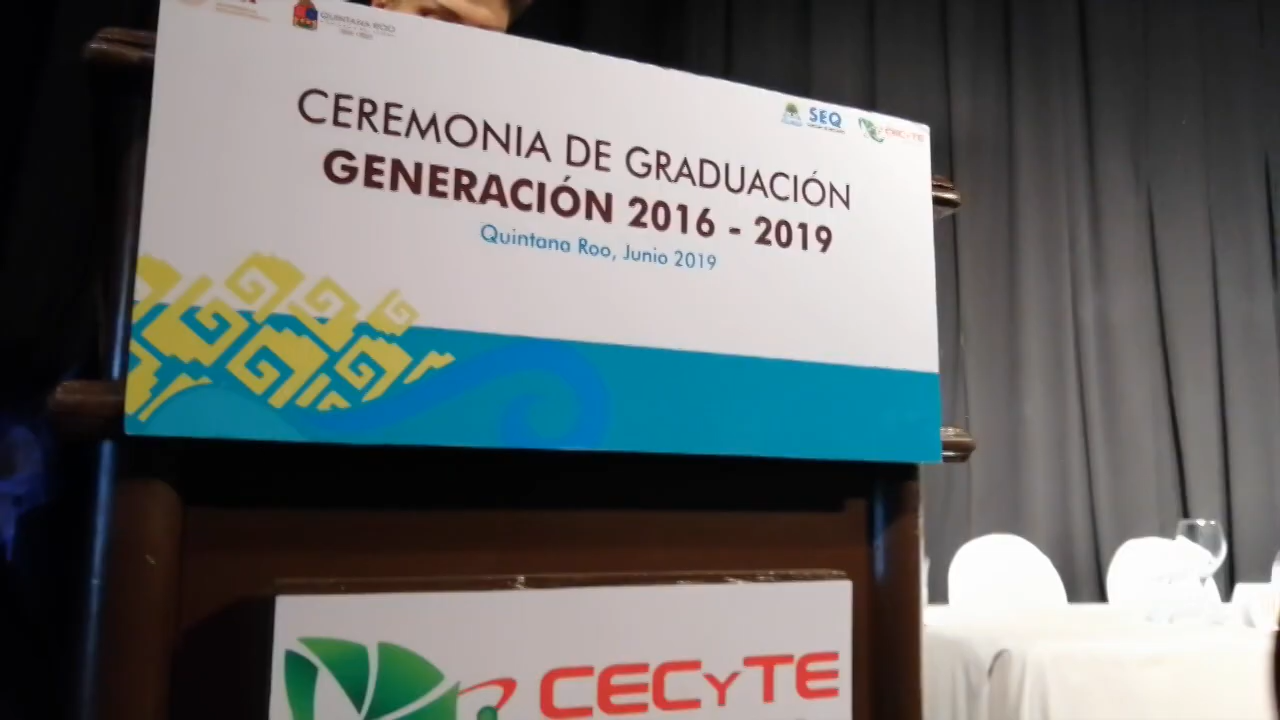 QUINTANA ROO
SEQ
CECyTE
CEREMONIA DE GRADUACIÓN
GENERACIÓN 2016 - 2019
Quintana Roo, Junio 2019
CECyTE